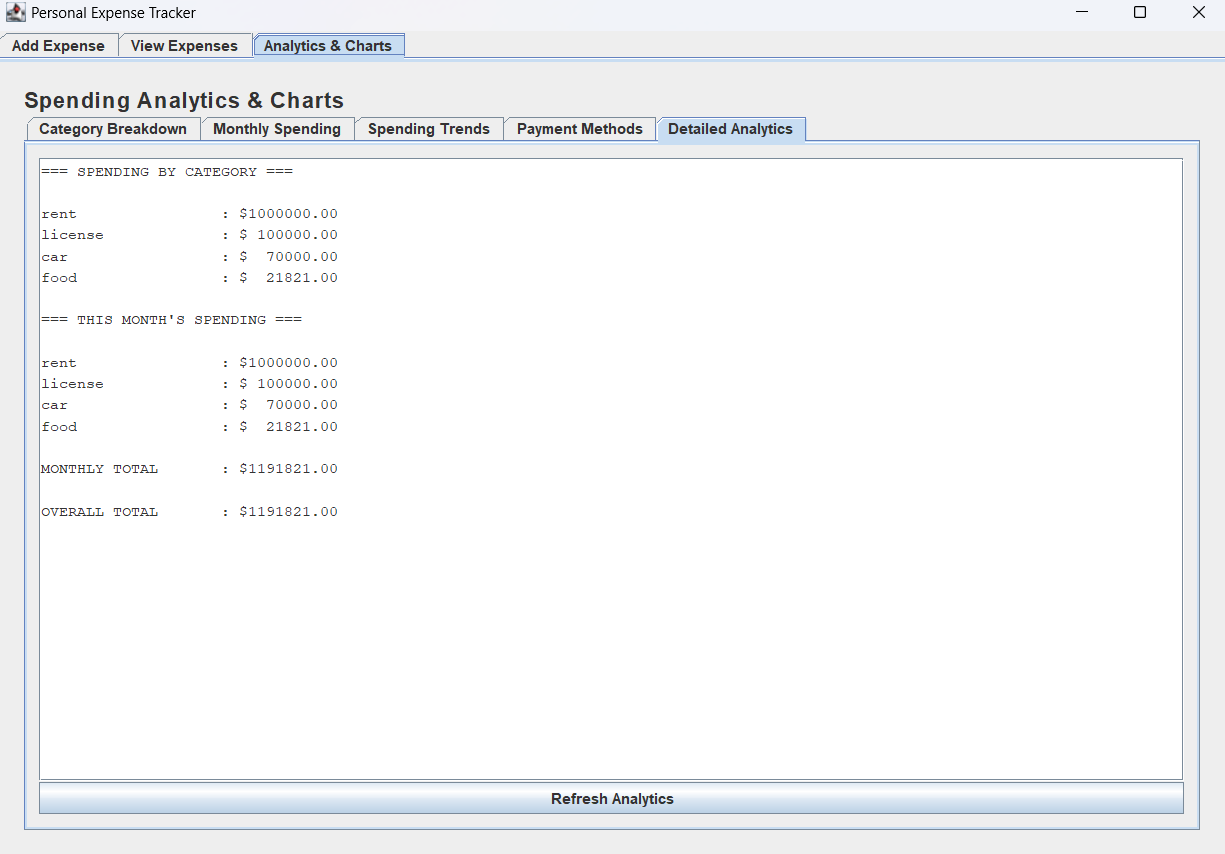 Personal Expense Tracker
Add Expense View Expenses Analytics & Charts
Spending Analytics & Charts
Category Breakdown Monthly Spending Spending Trends Payment Methods Detailed Analytics
=== SPENDING BY CATEGORY ===
rent : $1000000.00
license : $ 100000.00
car : $  70000.00
food : $  21821.00
=== THIS MONTH'S SPENDING ===
rent : $1000000.00
license : $ 100000.00
car : $  70000.00
food : $  21821.00
MONTHLY TOTAL : $1191821.00
OVERALL TOTAL : $1191821.00
Refresh Analytics